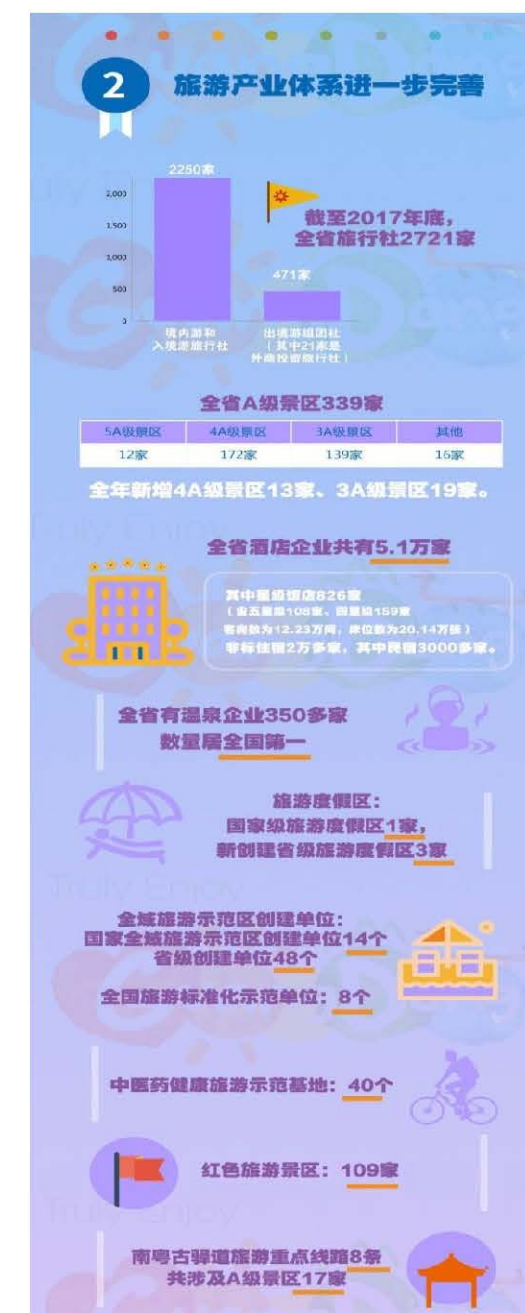 2
旅游产业体系进一步完善
2250家
2,000
1,500
1,000
500
0
471家
境内游和
入境游旅行社
出境游组团社
（其中21家是
外商投资旅行社）
截至2017年底，
全省旅行社2721家
全省A级景区339家
5A级景区 4A级景区 3A级景区 其他
12家 172家 139家 16家
全年新增4A级景区13家、3A级景区19家。
全省酒店企业共有5.1万家
其中星级酒店826家
（含五星级108家、四星级159家
客房数为12.23万间，床位数为20.14万张）
非标住宿2万多家，其中民宿3000多家。
全省有温泉企业350多家
数量居全国第一
旅游度假区：
国家级旅游度假区1家，
新创建省级旅游度假区3家
全域旅游示范区创建单位：
国家全域旅游示范区创建单位14个
省级创建单位48个
全国旅游标准化示范单位：8个
中医药健康旅游示范基地：40个
红色旅游景区：109家
南粤古驿道旅游重点线路8条
共涉及A级景区17家
Truly Enjoy